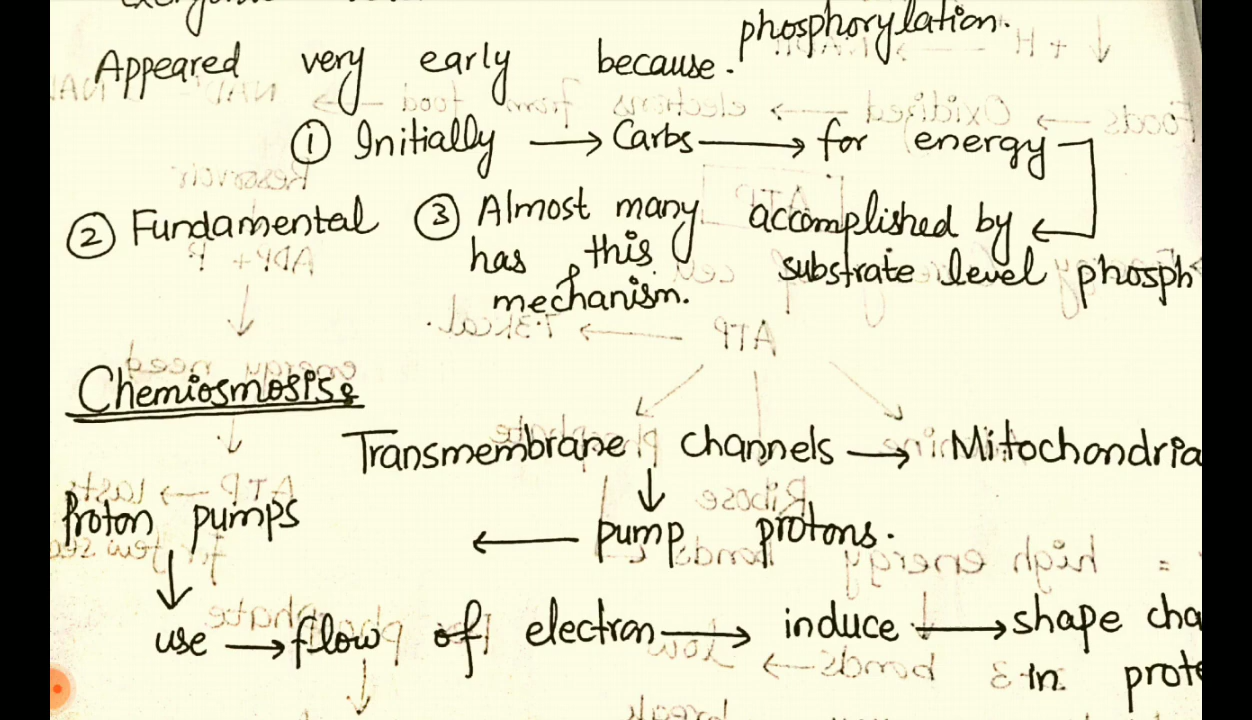 phosphorylation.
Appeared very early because.
① Initially → Carbs → for energy
② Fundamental ③ Almost many accomplished by ←
has this substrate level phosph
mechanism.
Chemiosmosis:
Transmembrane channels → Mitochondria
↓
Proton pumps ← pump protons.
↓
use → flow of electron → induce → shape cha
in prote